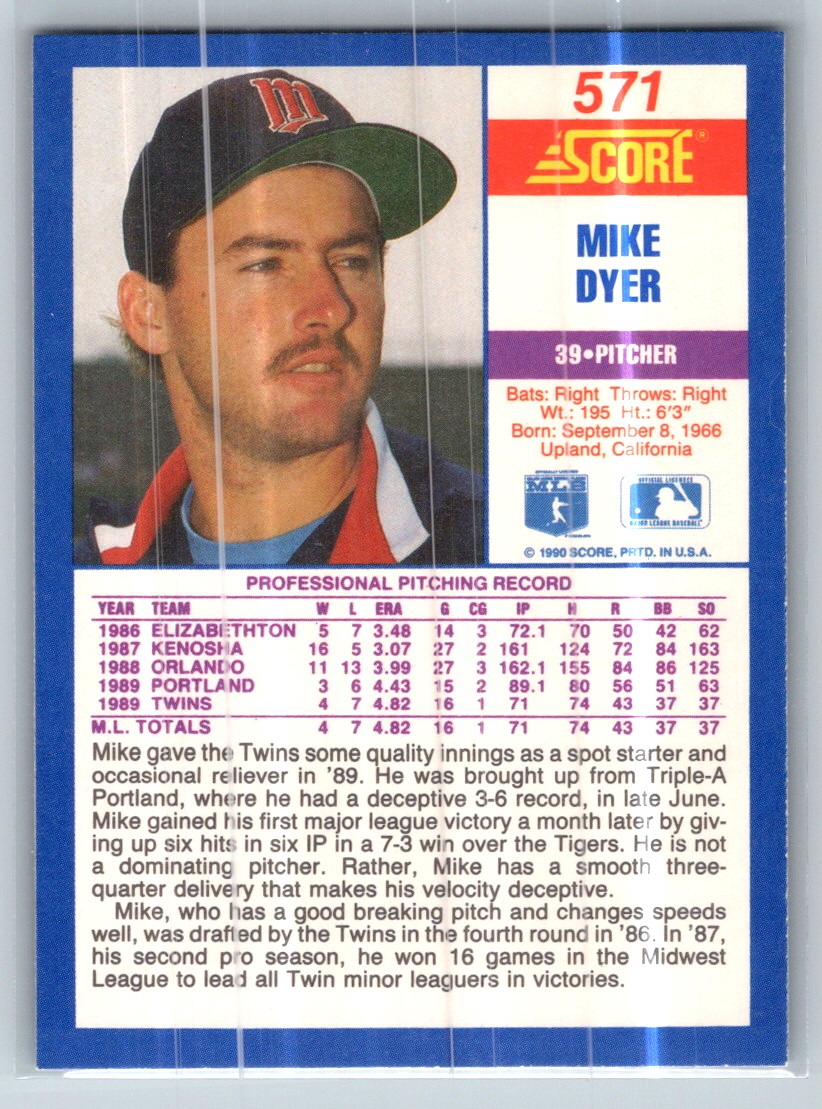 m
571
SCORE®
MIKE
DYER
39•PITCHER
Bats: Right Throws: Right
Wt.: 195 Ht.: 6'3"
Born: September 8, 1966
Upland, California
MLB
OFFICIAL LICENSEE
MAJOR LEAGUE BASEBALL
© 1990 SCORE, PRTD. IN U.S.A.
PROFESSIONAL PITCHING RECORD
YEAR TEAM W L ERA G CG IP H R BB SO
1986 ELIZABETHTON 5 7 3.48 14 3 72.1 70 50 42 62
1987 KENOSHA 16 5 3.07 27 2 161 124 72 84 163
1988 ORLANDO 11 13 3.99 27 3 162.1 155 84 86 125
1989 PORTLAND 3 6 4.43 15 2 89.1 80 56 51 63
1989 TWINS 4 7 4.82 16 1 71 74 43 37 37
M.L. TOTALS 4 7 4.82 16 1 71 74 43 37 37
Mike gave the Twins some quality innings as a spot starter and
occasional reliever in '89. He was brought up from Triple-A
Portland, where he had a deceptive 3-6 record, in late June.
Mike gained his first major league victory a month later by giv-
ing up six hits in six IP in a 7-3 win over the Tigers. He is not
a dominating pitcher. Rather, Mike has a smooth three-
quarter delivery that makes his velocity deceptive.
Mike, who has a good breaking pitch and changes speeds
well, was drafted by the Twins in the fourth round in '86. In '87,
his second pro season, he won 16 games in the Midwest
League to lead all Twin minor leaguers in victories.